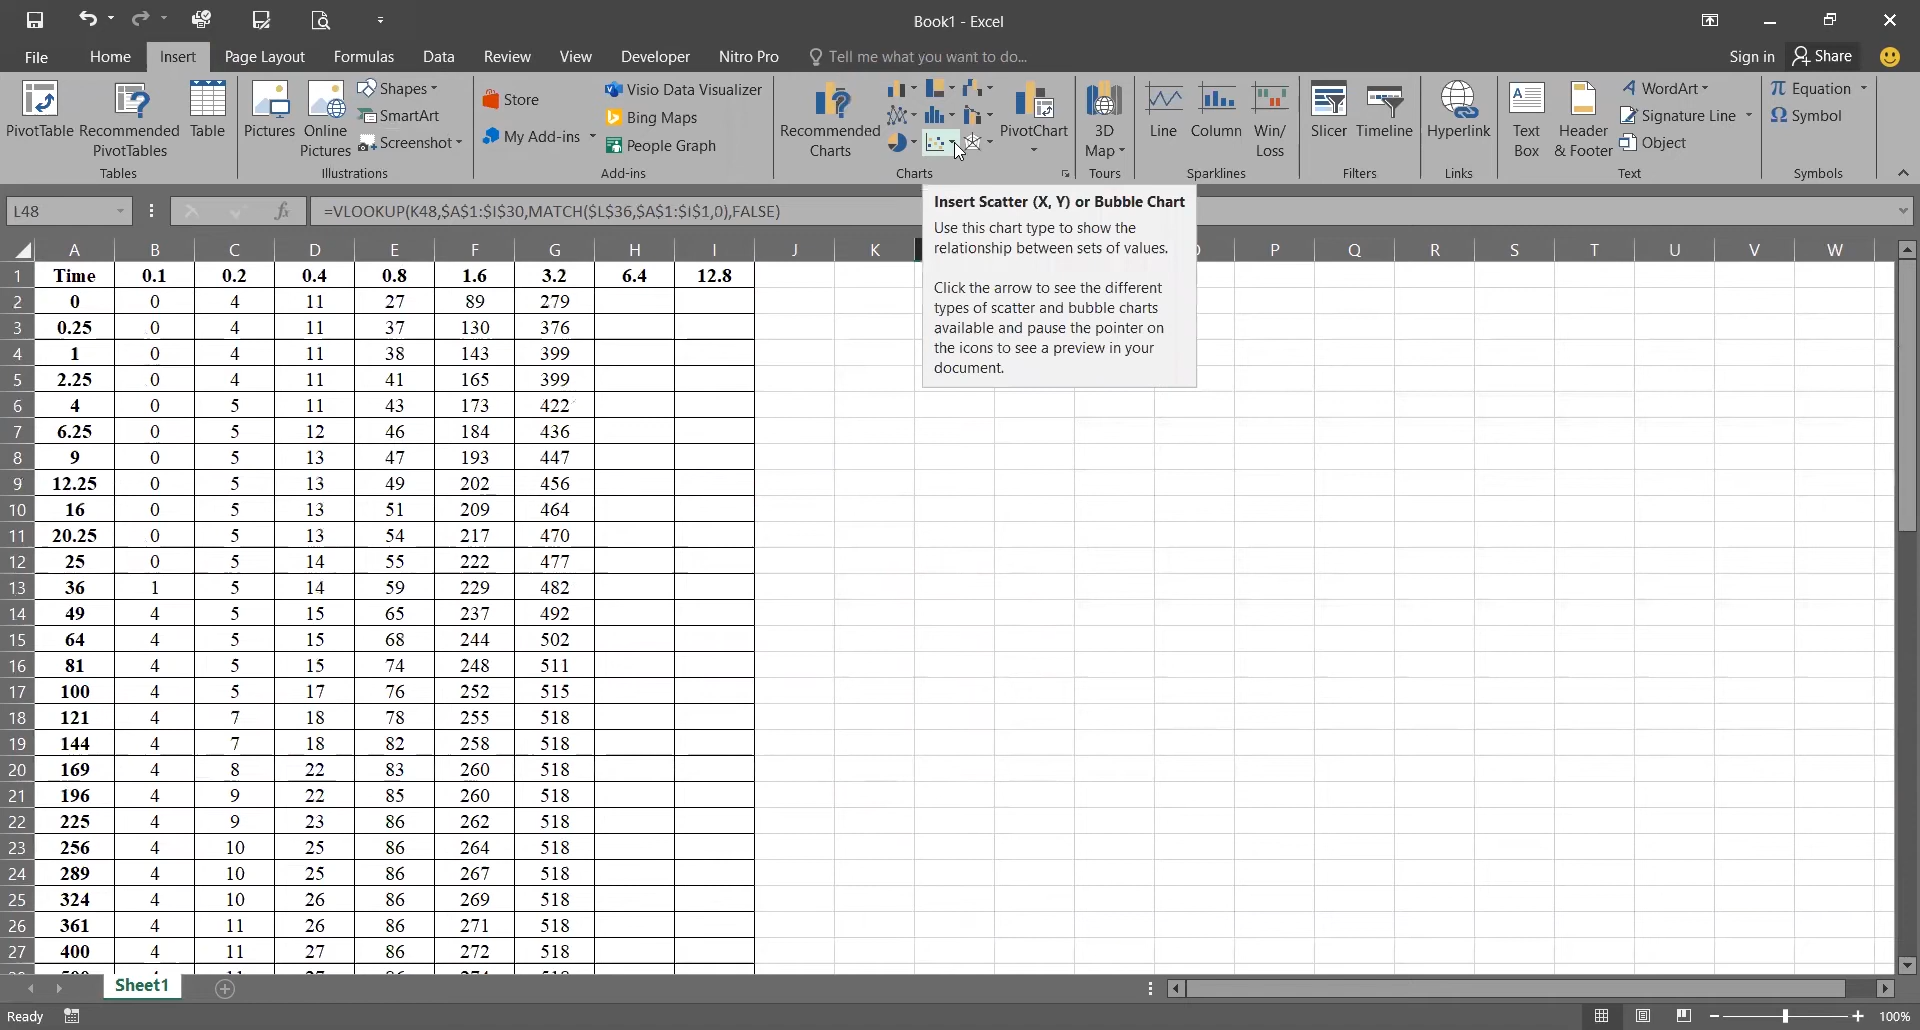 Book1 - Excel
File Home Insert Page Layout Formulas Data Review View Developer Nitro Pro Tell me what you want to do... Sign in Share
PivotTable Recommended PivotTables Table
Tables
Pictures Online Pictures Shapes SmartArt Screenshot
Illustrations
Store My Add-ins Visio Data Visualizer Bing Maps People Graph
Add-ins
Recommended Charts PivotChart
Charts
3D Map
Tours
Line Column Win/Loss
Sparklines
Slicer Timeline
Filters
Hyperlink
Links
Text Box Header & Footer WordArt Signature Line Object
Text
Equation Symbol
Symbols
L48 fx =VLOOKUP(K48,$A$1:$I$30,MATCH($L$36,$A$1:$I$1,0),FALSE)
Insert Scatter (X, Y) or Bubble Chart
Use this chart type to show the
relationship between sets of values.
Click the arrow to see the different
types of scatter and bubble charts
available and pause the pointer on
the icons to see a preview in your
document.
A B C D E F G H I J K P Q R S T U V W
1 Time 0.1 0.2 0.4 0.8 1.6 3.2 6.4 12.8
2 0 0 4 11 27 89 279
3 0.25 0 4 11 37 130 376
4 1 0 4 11 38 143 399
5 2.25 0 4 11 41 165 399
6 4 0 5 11 43 173 422
7 6.25 0 5 12 46 184 436
8 9 0 5 13 47 193 447
9 12.25 0 5 13 49 202 456
10 16 0 5 13 51 209 464
11 20.25 0 5 13 54 217 470
12 25 0 5 14 55 222 477
13 36 1 5 14 59 229 482
14 49 4 5 15 65 237 492
15 64 4 5 15 68 244 502
16 81 4 5 15 74 248 511
17 100 4 5 17 76 252 515
18 121 4 7 18 78 255 518
19 144 4 7 18 82 258 518
20 169 4 8 22 83 260 518
21 196 4 9 22 85 260 518
22 225 4 9 23 86 262 518
23 256 4 10 25 86 264 518
24 289 4 10 25 86 267 518
25 324 4 10 26 86 269 518
26 361 4 11 26 86 271 518
27 400 4 11 27 86 272 518
Sheet1
Ready 100%